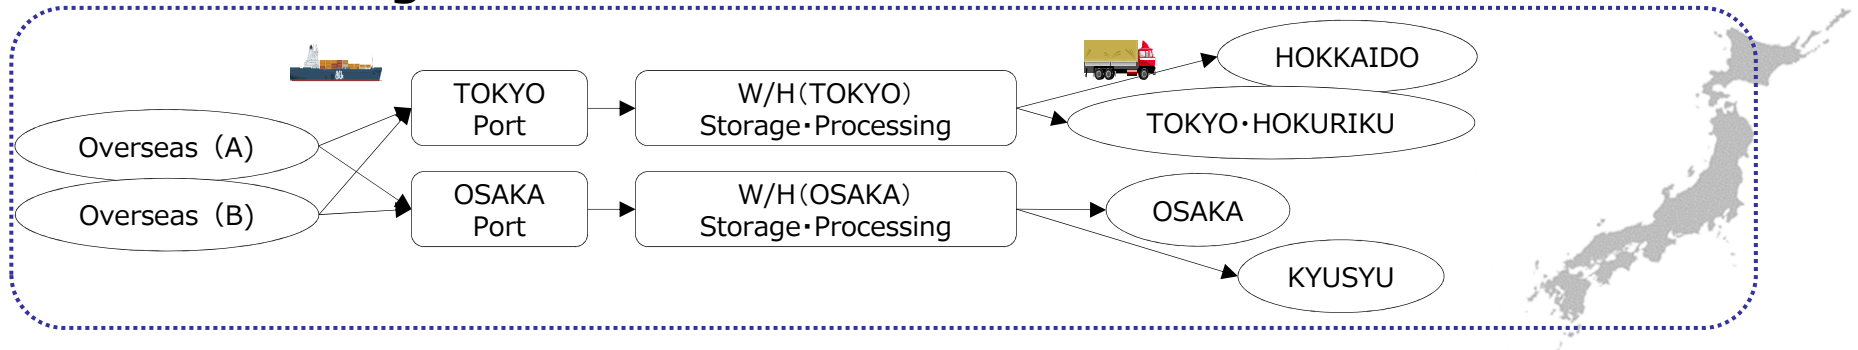 Overseas（A)
Overseas（B)
TOKYO
Port
OSAKA
Port
W/H（TOKYO）
Storage・Processing
W/H（OSAKA）
Storage・Processing
HOKKAIDO
TOKYO・HOKURIKU
OSAKA
KYUSYU